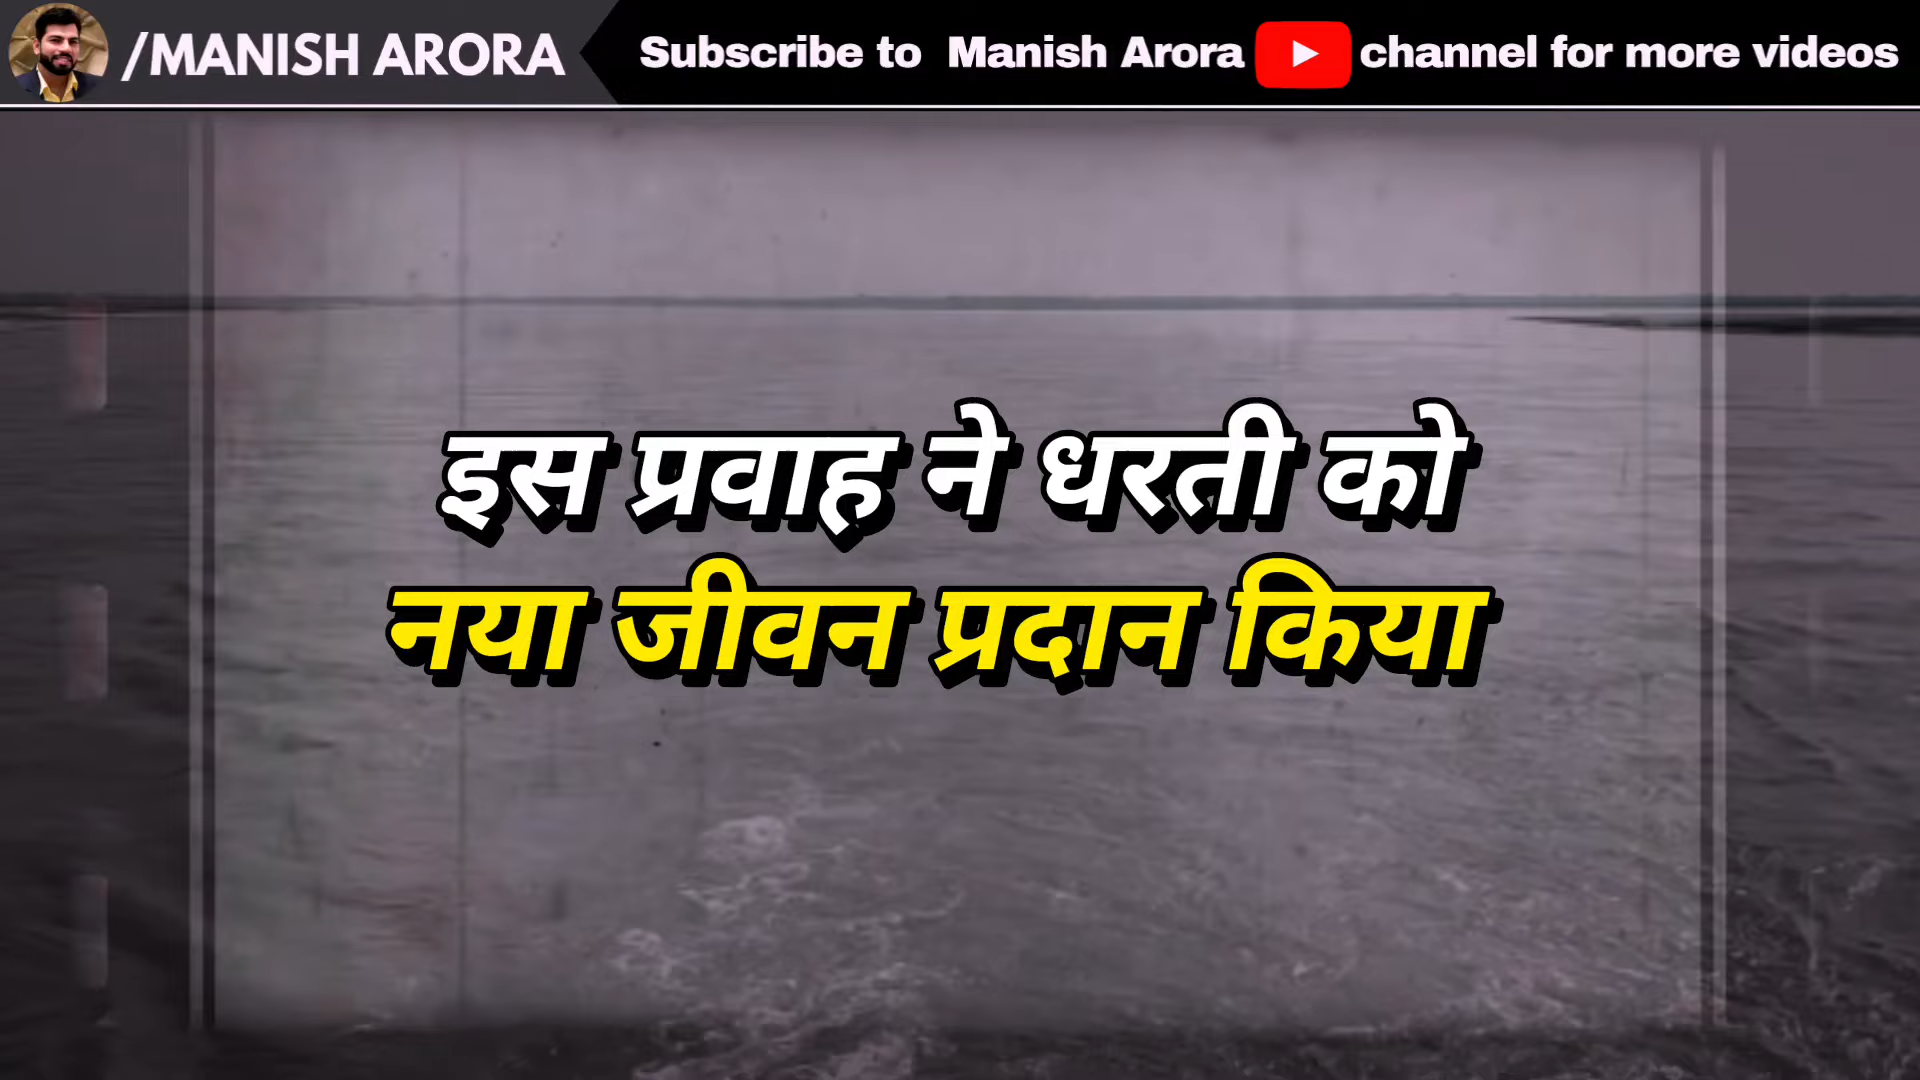 /MANISH ARORA
Subscribe to Manish Arora channel for more videos
इस प्रवाह ने धरती को
नया जीवन प्रदान किया